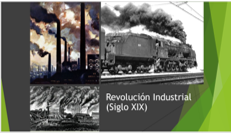 Revolución Industrial
(Siglo XIX)